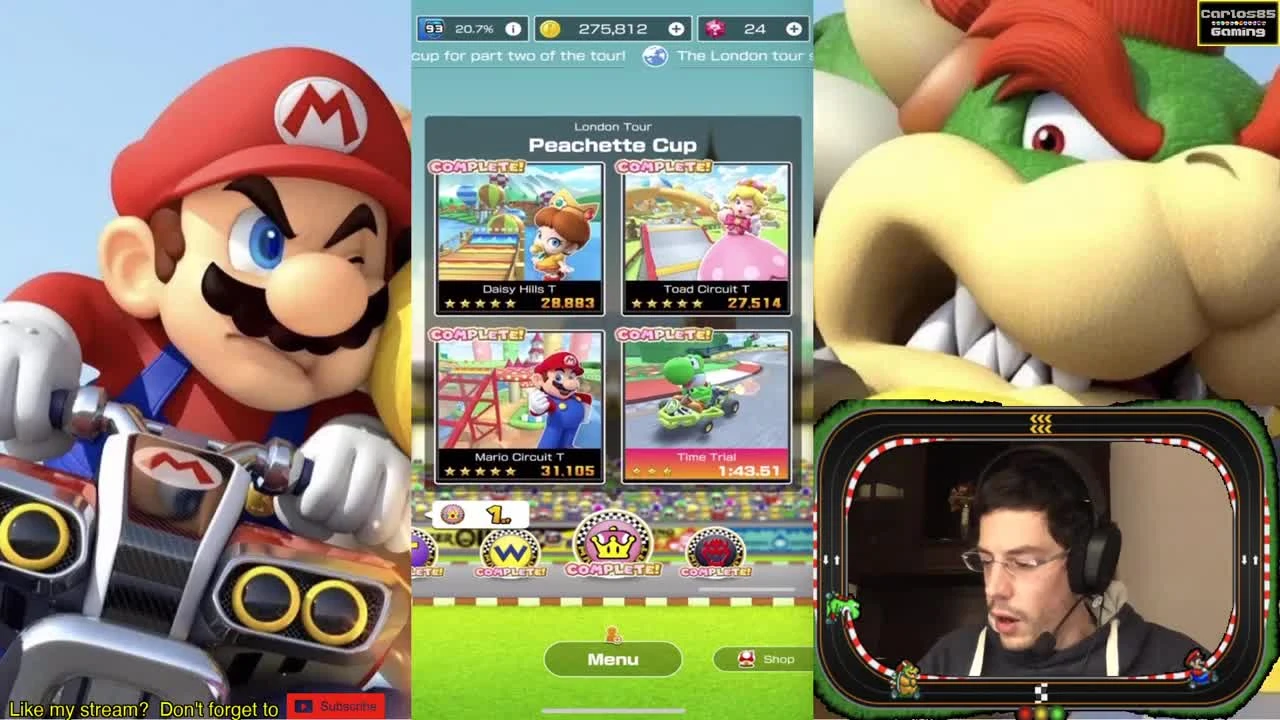 Carlos85
Gaming
93 20.7% i 275,812 + 24 +
cup for part two of the tour! The London tour
London Tour
Peachette Cup
COMPLETE! COMPLETE!
Daisy Hills T Toad Circuit T
28,883 27,514
COMPLETE! COMPLETE!
Mario Circuit T Time Trial
31,105 1:43.51
1..
COMPLETE! COMPLETE! COMPLETE!
Menu Shop
Like my stream? Don't forget to Subscribe